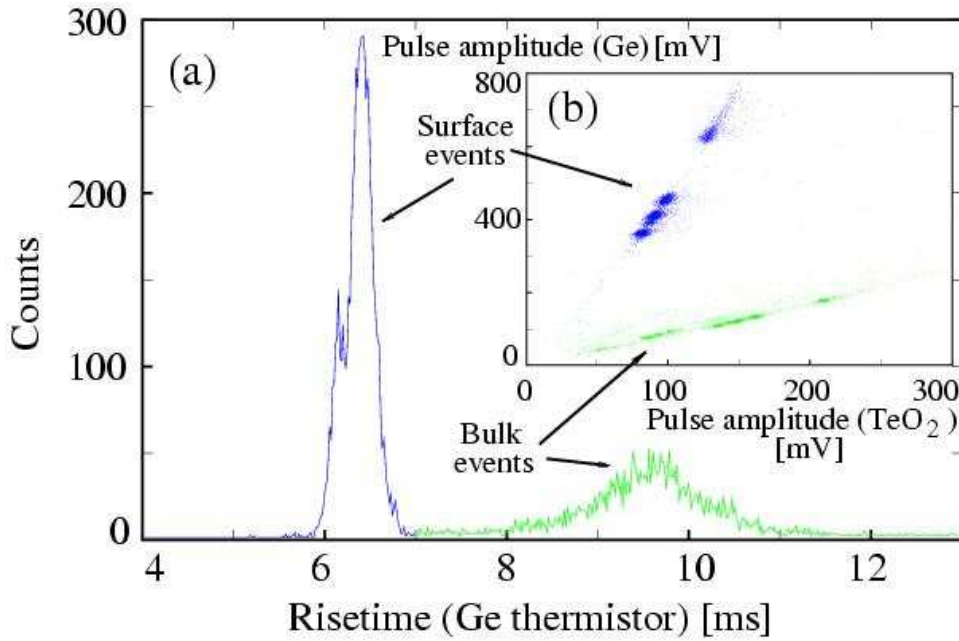 300
200
100
0
Counts
4
6
8
10
12
Risetime (Ge thermistor) [ms]
(a)
Surface
events
Bulk
events
Pulse amplitude (Ge) [mV]
(b)
800
400
0
0
100
200
300
Pulse amplitude (TeO2)
[mV]